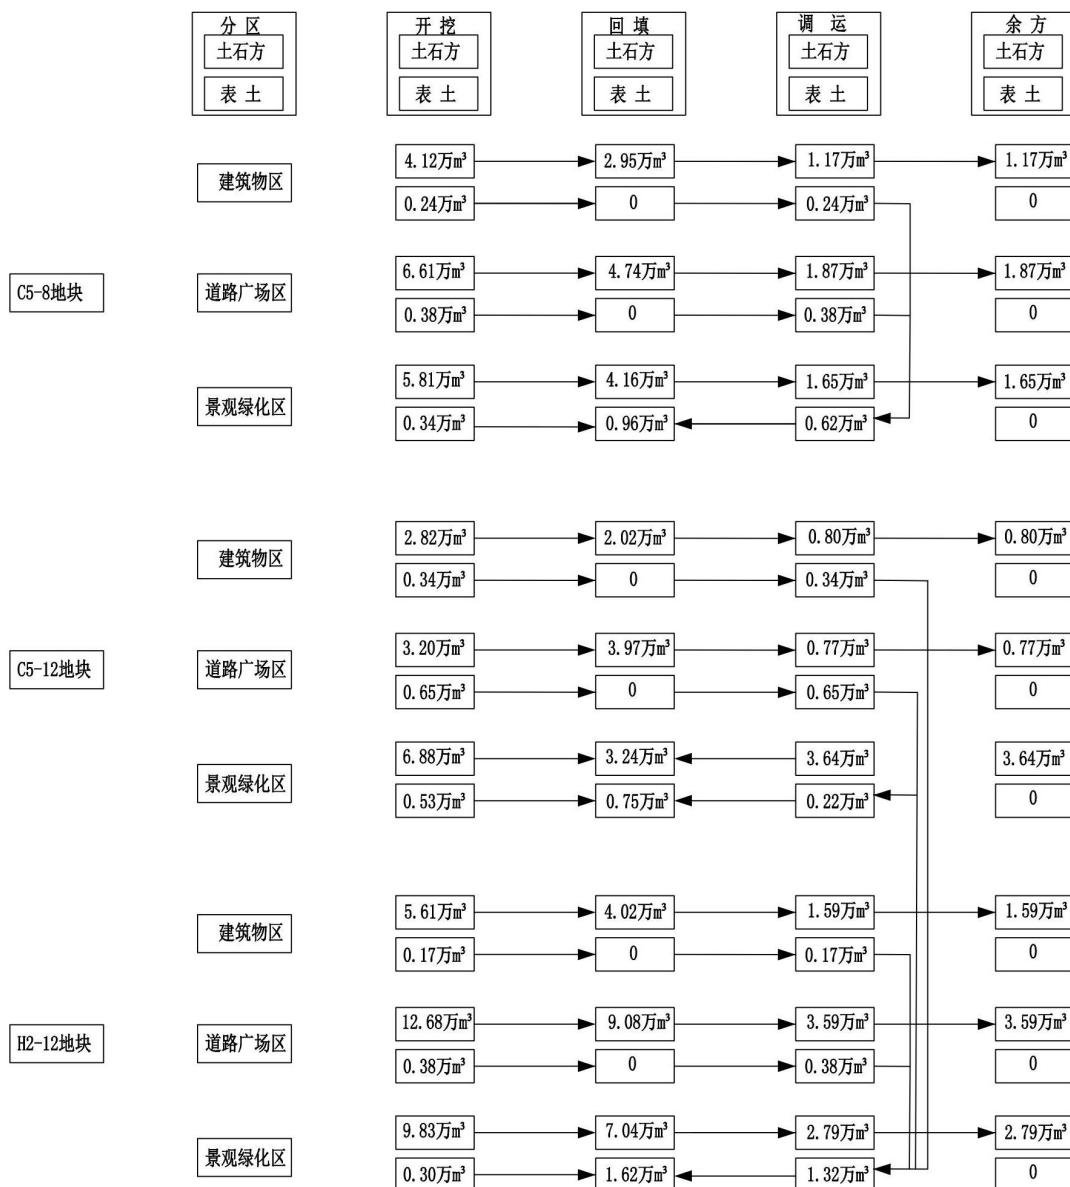 分 区 开 挖 回 填 调 运 余 方
土石方 土石方 土石方 土石方 土石方
表 土 表 土 表 土 表 土 表 土
4.12万m³ 2.95万m³ 1.17万m³ 1.17万m³
建筑物区
0.24万m³ 0 0.24万m³ 0
6.61万m³ 4.74万m³ 1.87万m³ 1.87万m³
C5-8地块 道路广场区
0.38万m³ 0 0.38万m³ 0
5.81万m³ 4.16万m³ 1.65万m³ 1.65万m³
景观绿化区
0.34万m³ 0.96万m³ 0.62万m³ 0
2.82万m³ 2.02万m³ 0.80万m³ 0.80万m³
建筑物区
0.34万m³ 0 0.34万m³ 0
3.20万m³ 3.97万m³ 0.77万m³ 0.77万m³
C5-12地块 道路广场区
0.65万m³ 0 0.65万m³ 0
6.88万m³ 3.24万m³ 3.64万m³ 3.64万m³
景观绿化区
0.53万m³ 0.75万m³ 0.22万m³ 0
5.61万m³ 4.02万m³ 1.59万m³ 1.59万m³
建筑物区
0.17万m³ 0 0.17万m³ 0
12.68万m³ 9.08万m³ 3.59万m³ 3.59万m³
H2-12地块 道路广场区
0.38万m³ 0 0.38万m³ 0
9.83万m³ 7.04万m³ 2.79万m³ 2.79万m³
景观绿化区
0.30万m³ 1.62万m³ 1.32万m³ 0